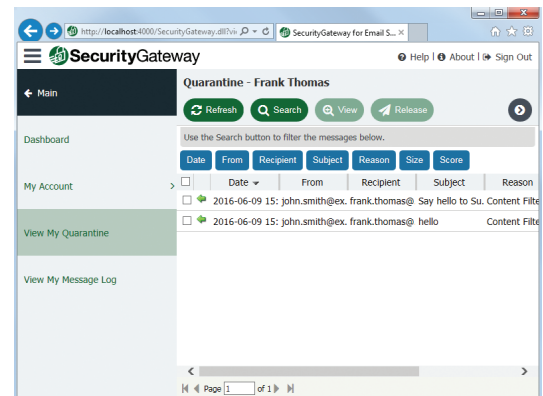 http://localhost:4000/SecurityGateway.dll?vi
SecurityGateway for Email S...
SecurityGateway
Help | About | Sign Out
Main
Quarantine - Frank Thomas
Refresh Search View Release
Use the Search button to filter the messages below.
Dashboard
Date From Recipient Subject Reason Size Score
My Account
Date From Recipient Subject Reason
2016-06-09 15: john.smith@ex. frank.thomas@ Say hello to Su. Content Filte
2016-06-09 15: john.smith@ex. frank.thomas@ hello Content Filte
View My Quarantine
View My Message Log
Page 1 of 1